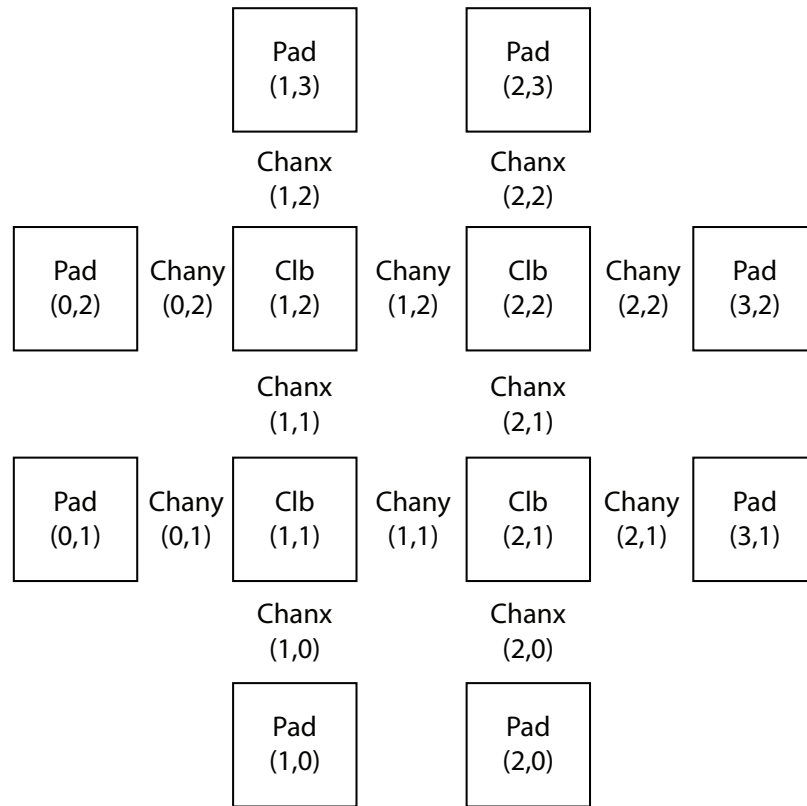 Pad
(1,3)
Pad
(2,3)
Chanx
(1,2)
Chanx
(2,2)
Pad
(0,2)
Chany
(0,2)
Clb
(1,2)
Chany
(1,2)
Clb
(2,2)
Chany
(2,2)
Pad
(3,2)
Chanx
(1,1)
Chanx
(2,1)
Pad
(0,1)
Chany
(0,1)
Clb
(1,1)
Chany
(1,1)
Clb
(2,1)
Chany
(2,1)
Pad
(3,1)
Chanx
(1,0)
Chanx
(2,0)
Pad
(1,0)
Pad
(2,0)